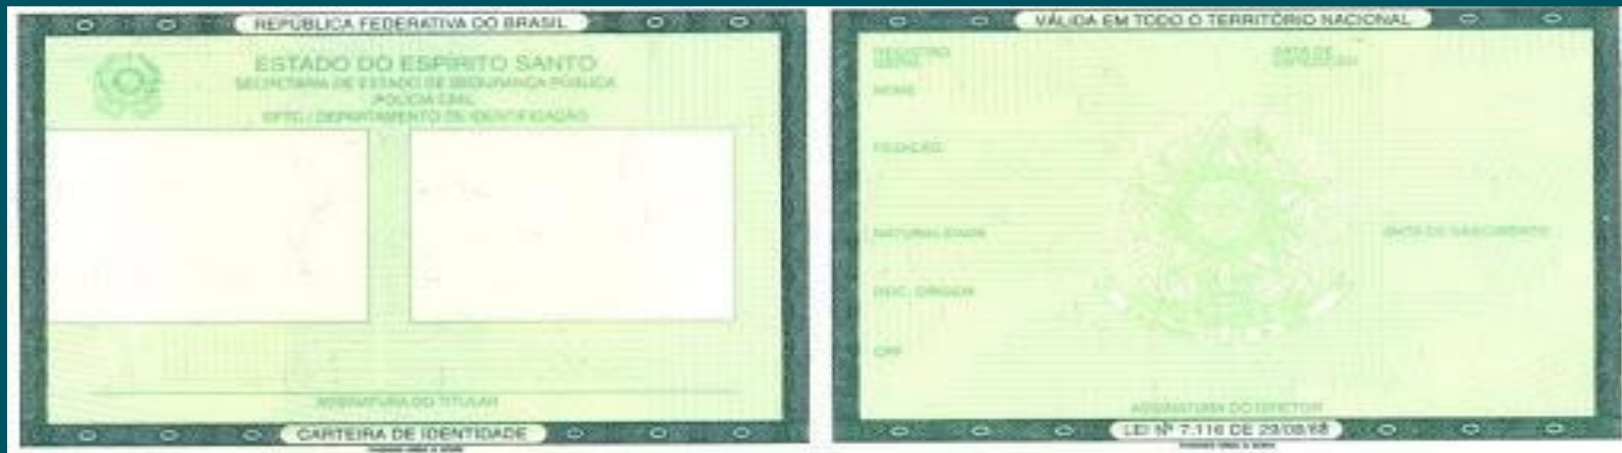 REPÚBLICA FEDERATIVA DO BRASIL
ESTADO DO ESPÍRITO SANTO
SECRETARIA DE ESTADO DE SEGURANÇA PÚBLICA
POLÍCIA CIVIL
DEPARTAMENTO DE IDENTIFICAÇÃO
ASSINATURA DO TITULAR
CARTEIRA DE IDENTIDADE
VÁLIDA EM TODO O TERRITÓRIO NACIONAL
REGISTRO
GERAL
DATA DE
EXPEDIÇÃO
NOME
FILIAÇÃO
NATURALIDADE
DATA DE NASCIMENTO
DOC. ORIGEM
CPF
ASSINATURA DO DIRETOR
LEI Nº 7.116 DE 29/08/83